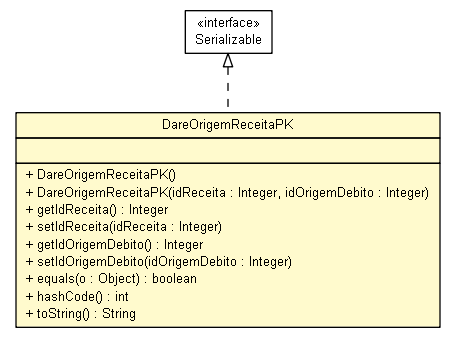 «interface»
Serializable
DareOrigemReceitaPK
+ DareOrigemReceitaPK()
+ DareOrigemReceitaPK(idReceita : Integer, idOrigemDebito : Integer)
+ getIdReceita() : Integer
+ setIdReceita(idReceita : Integer)
+ getIdOrigemDebito() : Integer
+ setIdOrigemDebito(idOrigemDebito : Integer)
+ equals(o : Object) : boolean
+ hashCode() : int
+ toString() : String